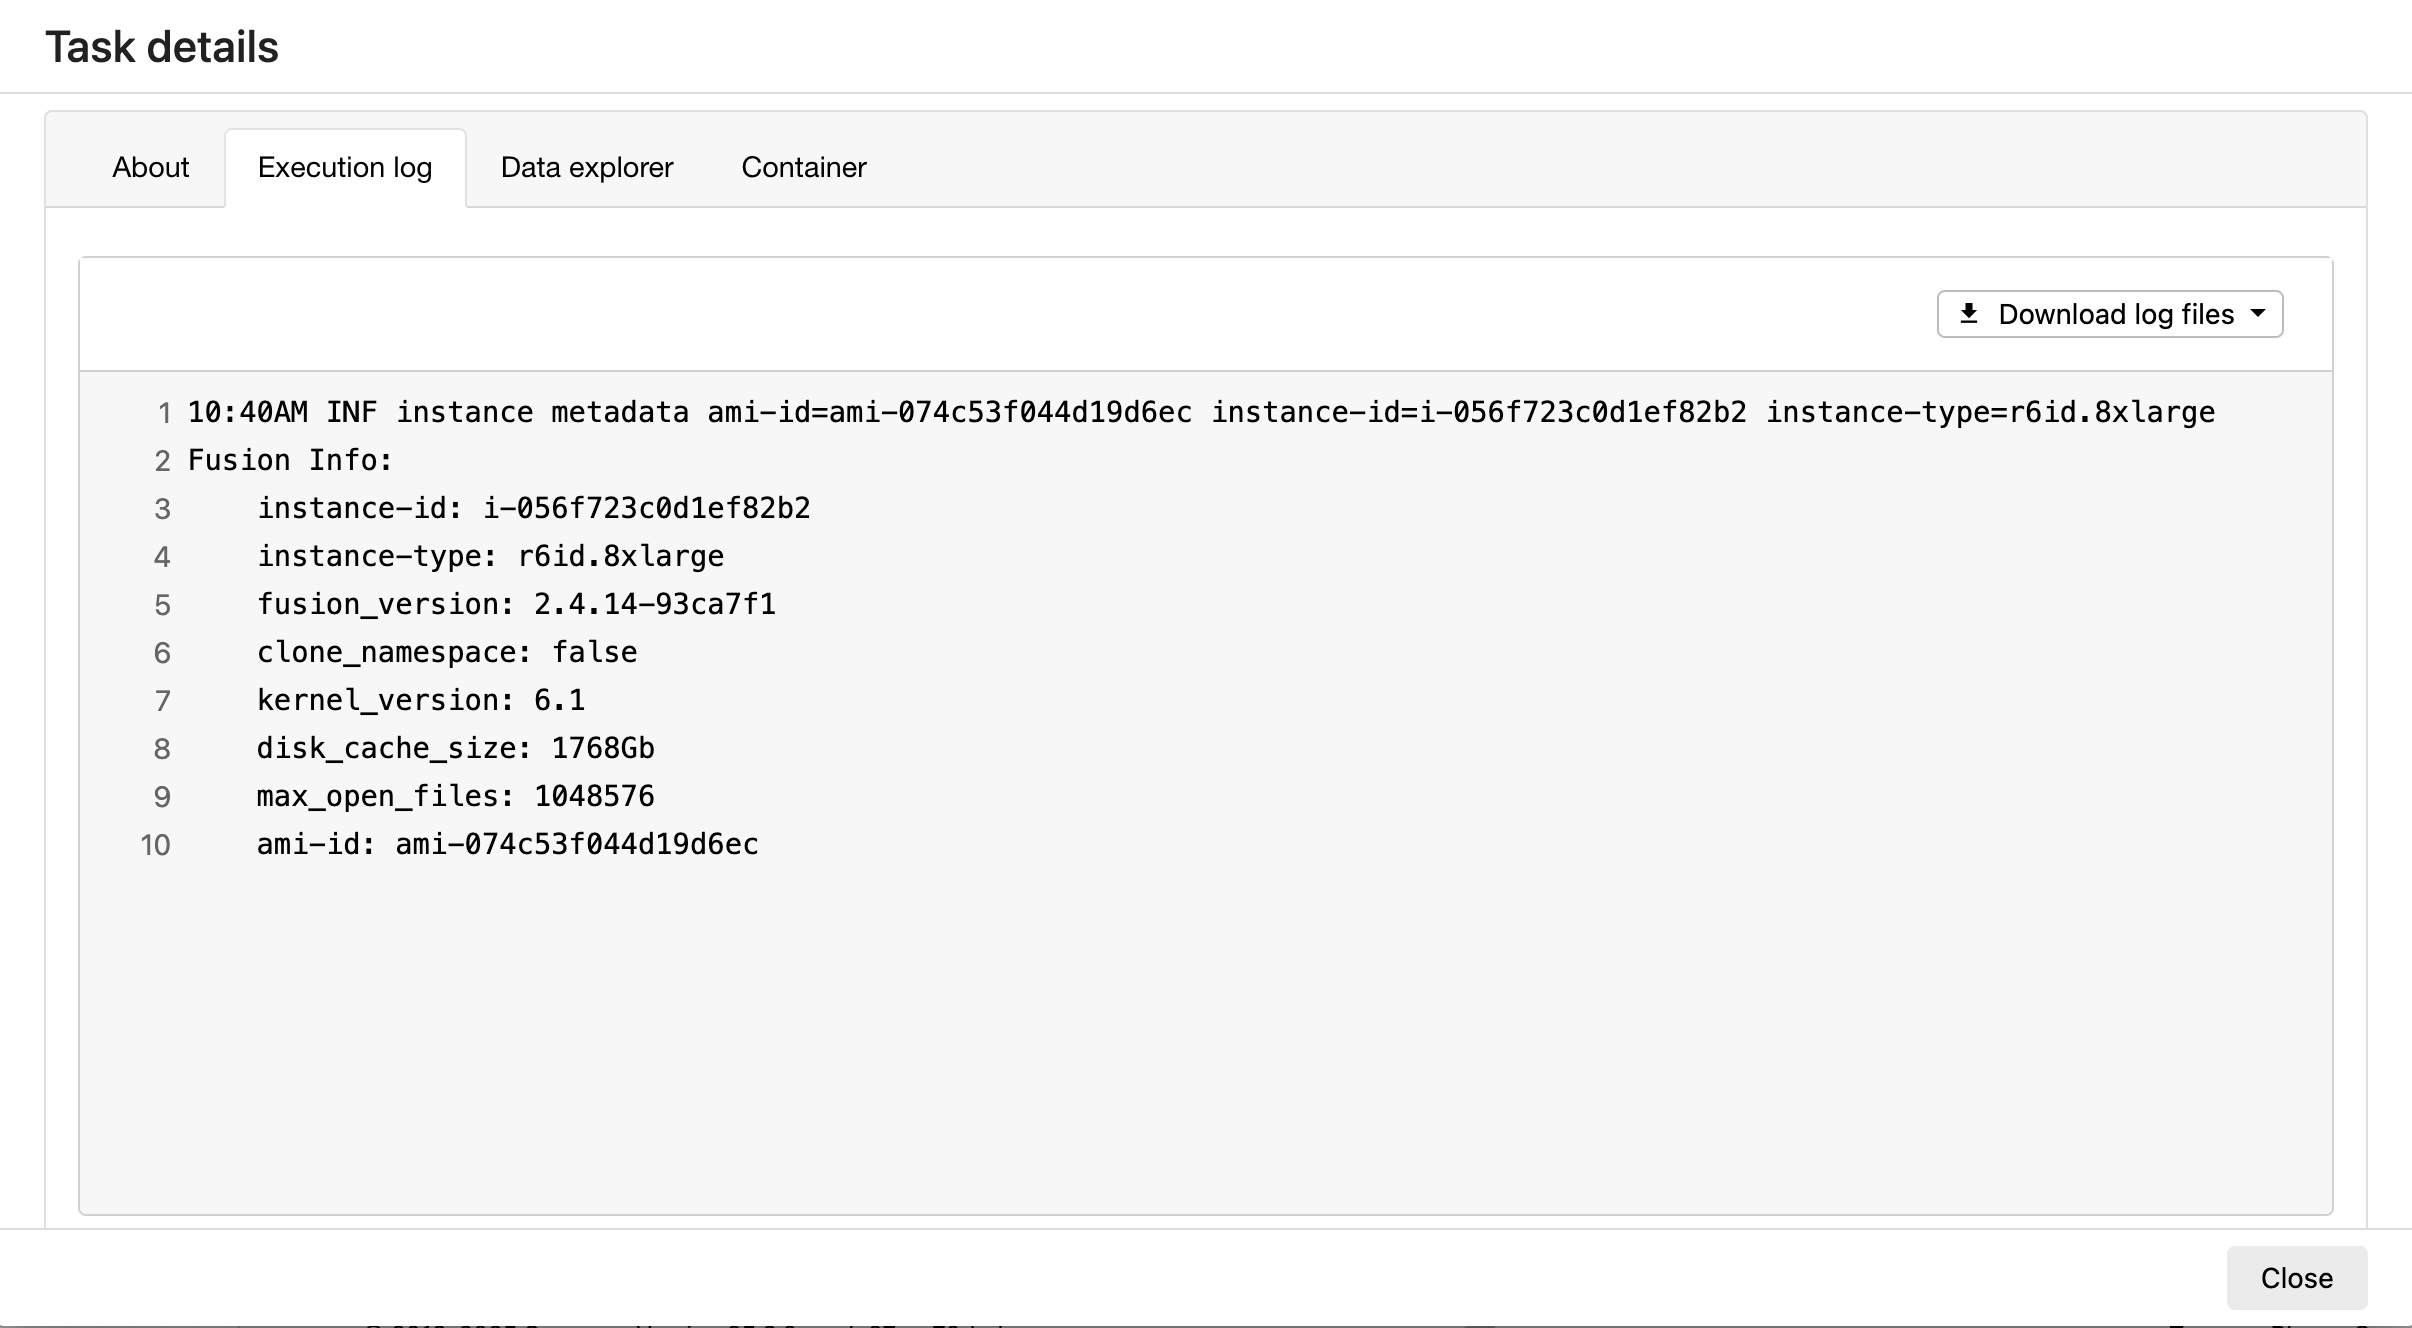 Task details
About Execution log Data explorer Container
Download log files
1 10:40AM INF instance metadata ami-id=ami-074c53f044d19d6ec instance-id=i-056f723c0d1ef82b2 instance-type=r6id.8xlarge
2 Fusion Info:
3 instance-id: i-056f723c0d1ef82b2
4 instance-type: r6id.8xlarge
5 fusion_version: 2.4.14-93ca7f1
6 clone_namespace: false
7 kernel_version: 6.1
8 disk_cache_size: 1768Gb
9 max_open_files: 1048576
10 ami-id: ami-074c53f044d19d6ec
Close